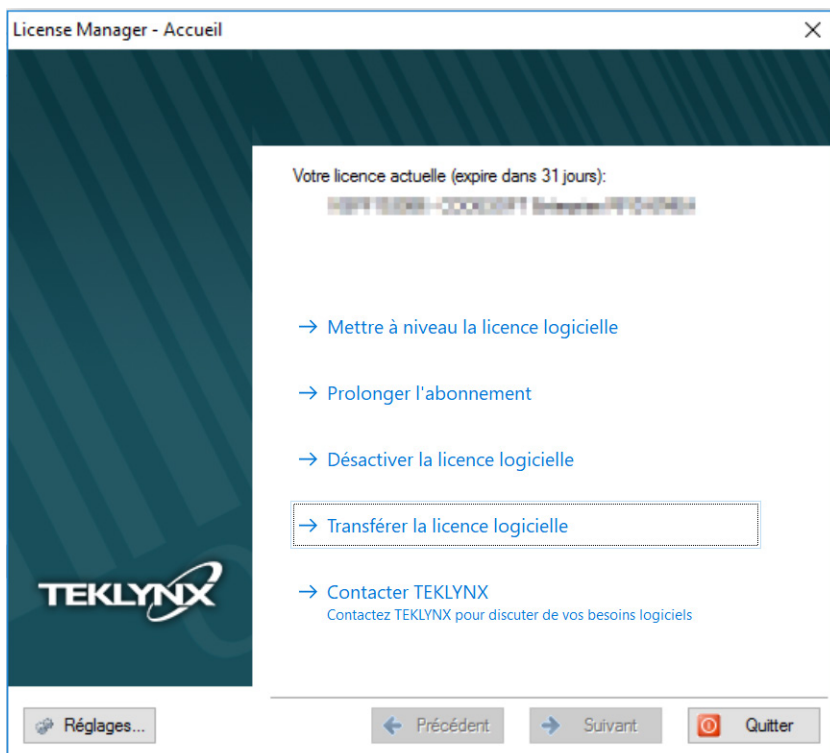 License Manager - Accueil
Votre licence actuelle (expire dans 31 jours):
Mettre à niveau la licence logicielle
Prolonger l'abonnement
Désactiver la licence logicielle
Transférer la licence logicielle
Contacter TEKLYNX
Contactez TEKLYNX pour discuter de vos besoins logiciels
TEKLYNX
Réglages...
Précédent
Suivant
Quitter